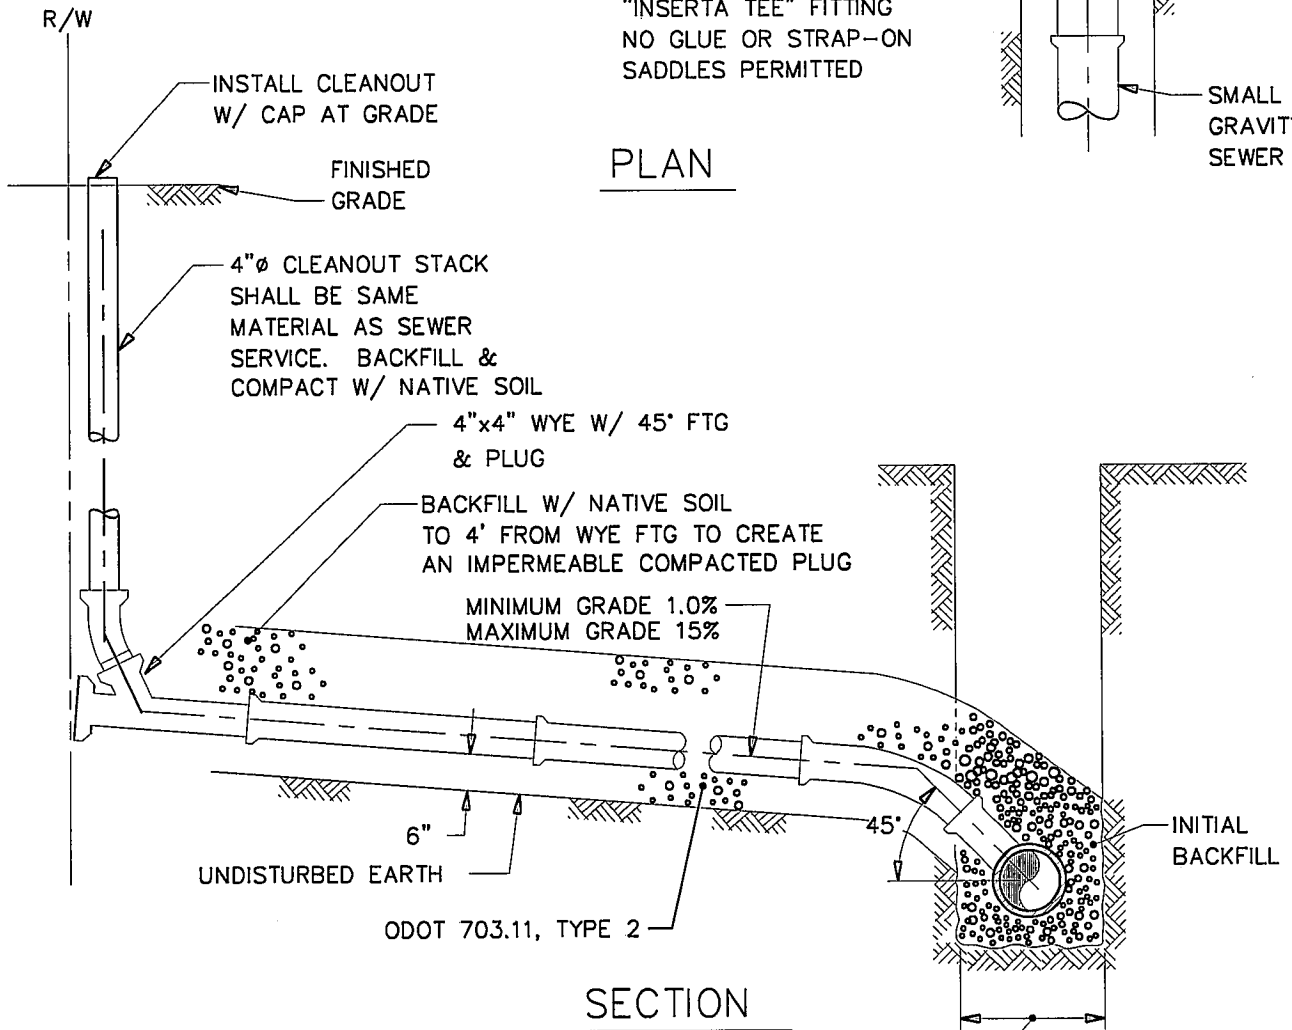 R/W
"INSERTA TEE" FITTING
NO GLUE OR STRAP-ON
SADDLES PERMITTED
INSTALL CLEANOUT
W/ CAP AT GRADE
SMALL
GRAVIT
SEWER
PLAN
FINISHED
GRADE
4"ø CLEANOUT STACK
SHALL BE SAME
MATERIAL AS SEWER
SERVICE. BACKFILL &
COMPACT W/ NATIVE SOIL
4"x4" WYE W/ 45° FTG
& PLUG
BACKFILL W/ NATIVE SOIL
TO 4' FROM WYE FTG TO CREATE
AN IMPERMEABLE COMPACTED PLUG
MINIMUM GRADE 1.0%
MAXIMUM GRADE 15%
6"
45°
INITIAL
BACKFILL
UNDISTURBED EARTH
ODOT 703.11, TYPE 2
SECTION